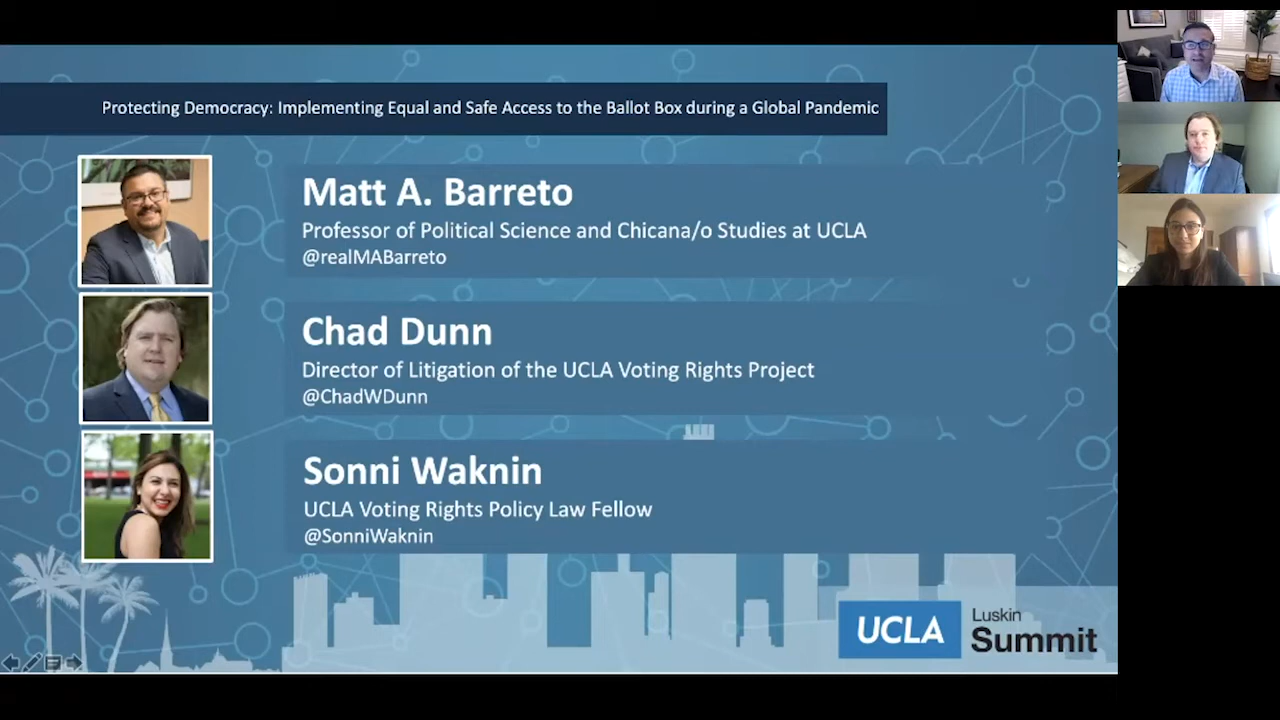 Protecting Democracy: Implementing Equal and Safe Access to the Ballot Box during a Global Pandemic
Matt A. Barreto
Professor of Political Science and Chicana/o Studies at UCLA
@realMABarreto
Chad Dunn
Director of Litigation of the UCLA Voting Rights Project
@ChadWDunn
Sonni Waknin
UCLA Voting Rights Policy Law Fellow
@SonniWaknin
UCLA
Luskin
Summit